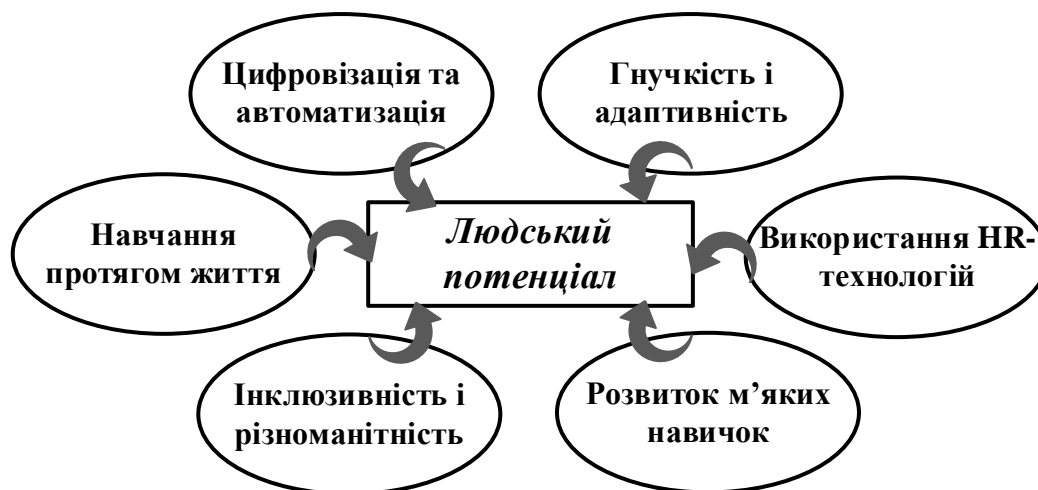 Цифровізація та
автоматизація
Гнучкість і
адаптивність
Навчання
протягом життя
Людський
потенціал
Використання HR-
технологій
Інклюзивність і
різноманітність
Розвиток м’яких
навичок